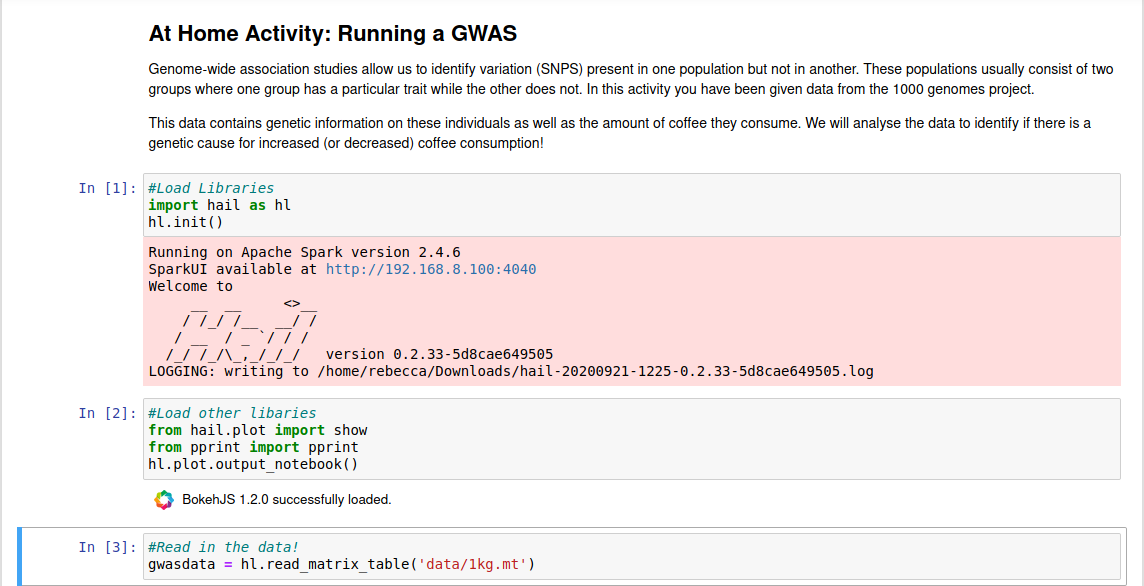 At Home Activity: Running a GWAS
Genome-wide association studies allow us to identify variation (SNPS) present in one population but not in another. These populations usually consist of two
groups where one group has a particular trait while the other does not. In this activity you have been given data from the 1000 genomes project.
This data contains genetic information on these individuals as well as the amount of coffee they consume. We will analyse the data to identify if there is a
genetic cause for increased (or decreased) coffee consumption!
In [1]: #Load Libraries
import hail as hl
hl.init()
Running on Apache Spark version 2.4.6
SparkUI available at http://192.168.8.100:4040
Welcome to
     __  __     <>__
    / /_/ /__  __/ /
   / __  / _ `/ / /
  /_/ /_/\_,_/_/_/   version 0.2.33-5d8cae649505
LOGGING: writing to /home/rebecca/Downloads/hail-20200921-1225-0.2.33-5d8cae649505.log
In [2]: #Load other libaries
from hail.plot import show
from pprint import pprint
hl.plot.output_notebook()
BokehJS 1.2.0 successfully loaded.
In [3]: #Read in the data!
gwasdata = hl.read_matrix_table('data/1kg.mt')